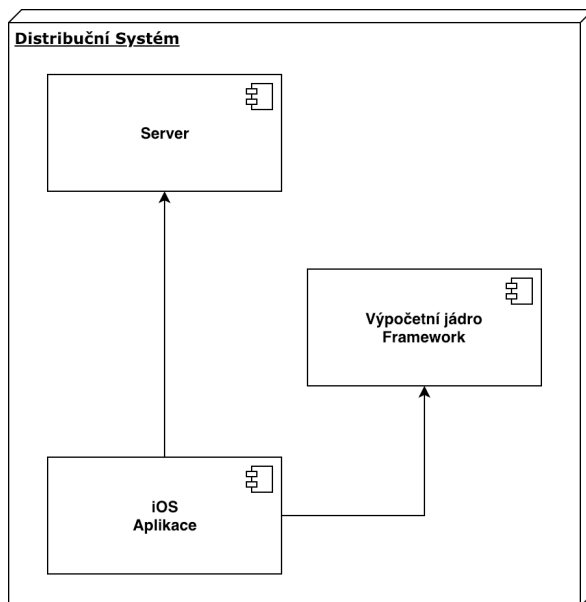 Distribuční Systém
Server
Výpočetní jádro
Framework
iOS
Aplikace